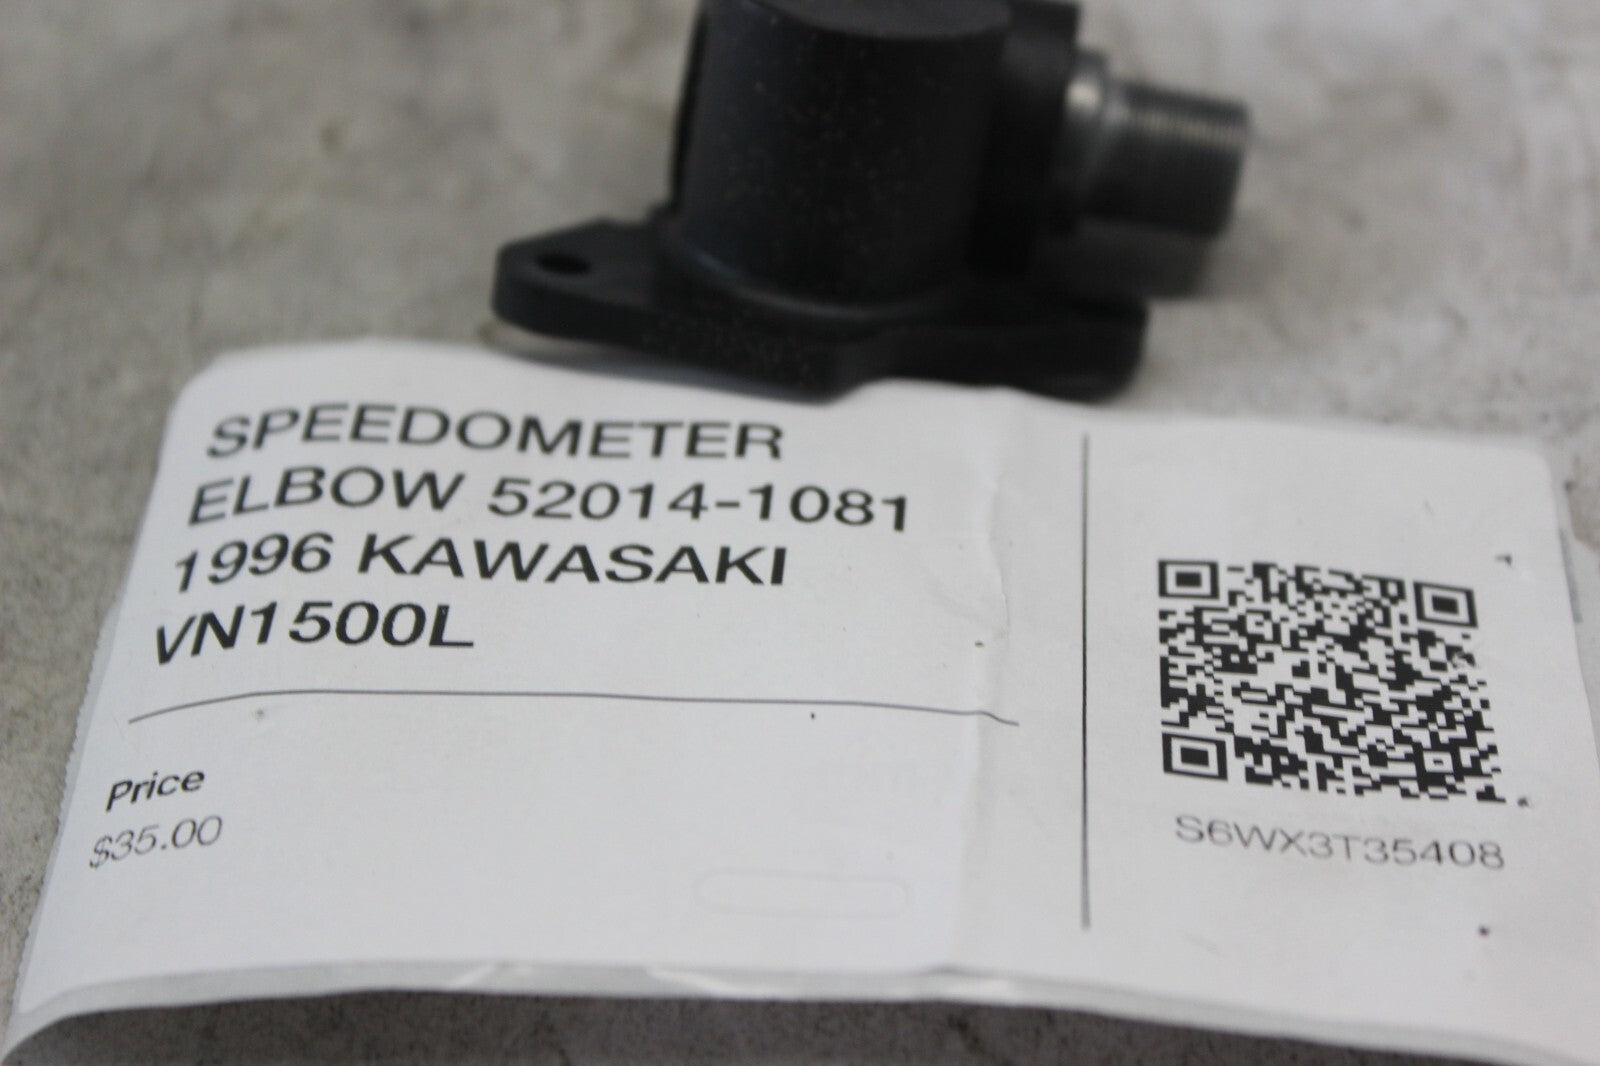 SPEEDOMETER
ELBOW 52014-1081
1996 KAWASAKI
VN1500L
Price
$35.00
S6WX3T35408